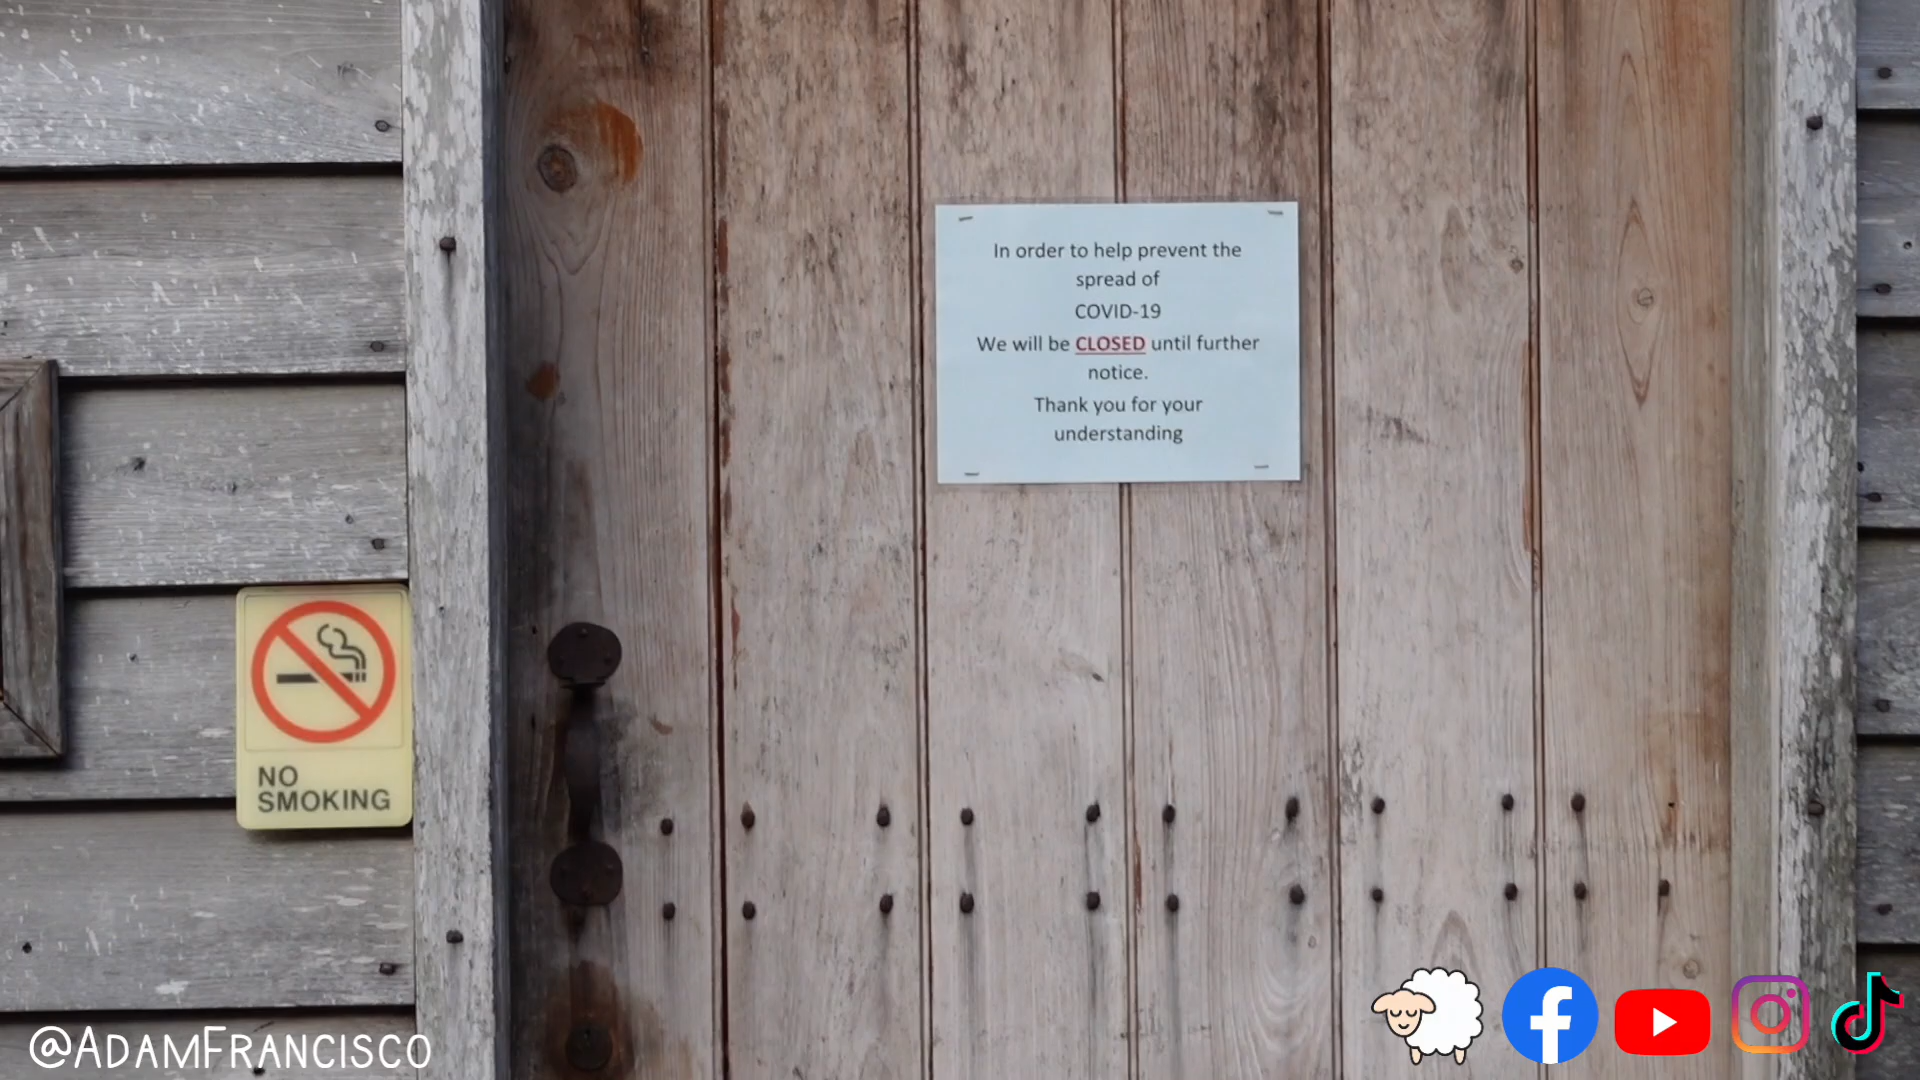 In order to help prevent the
spread of
COVID-19
We will be CLOSED until further
notice.
Thank you for your
understanding
NO
SMOKING
@ADAMFRANCISCO